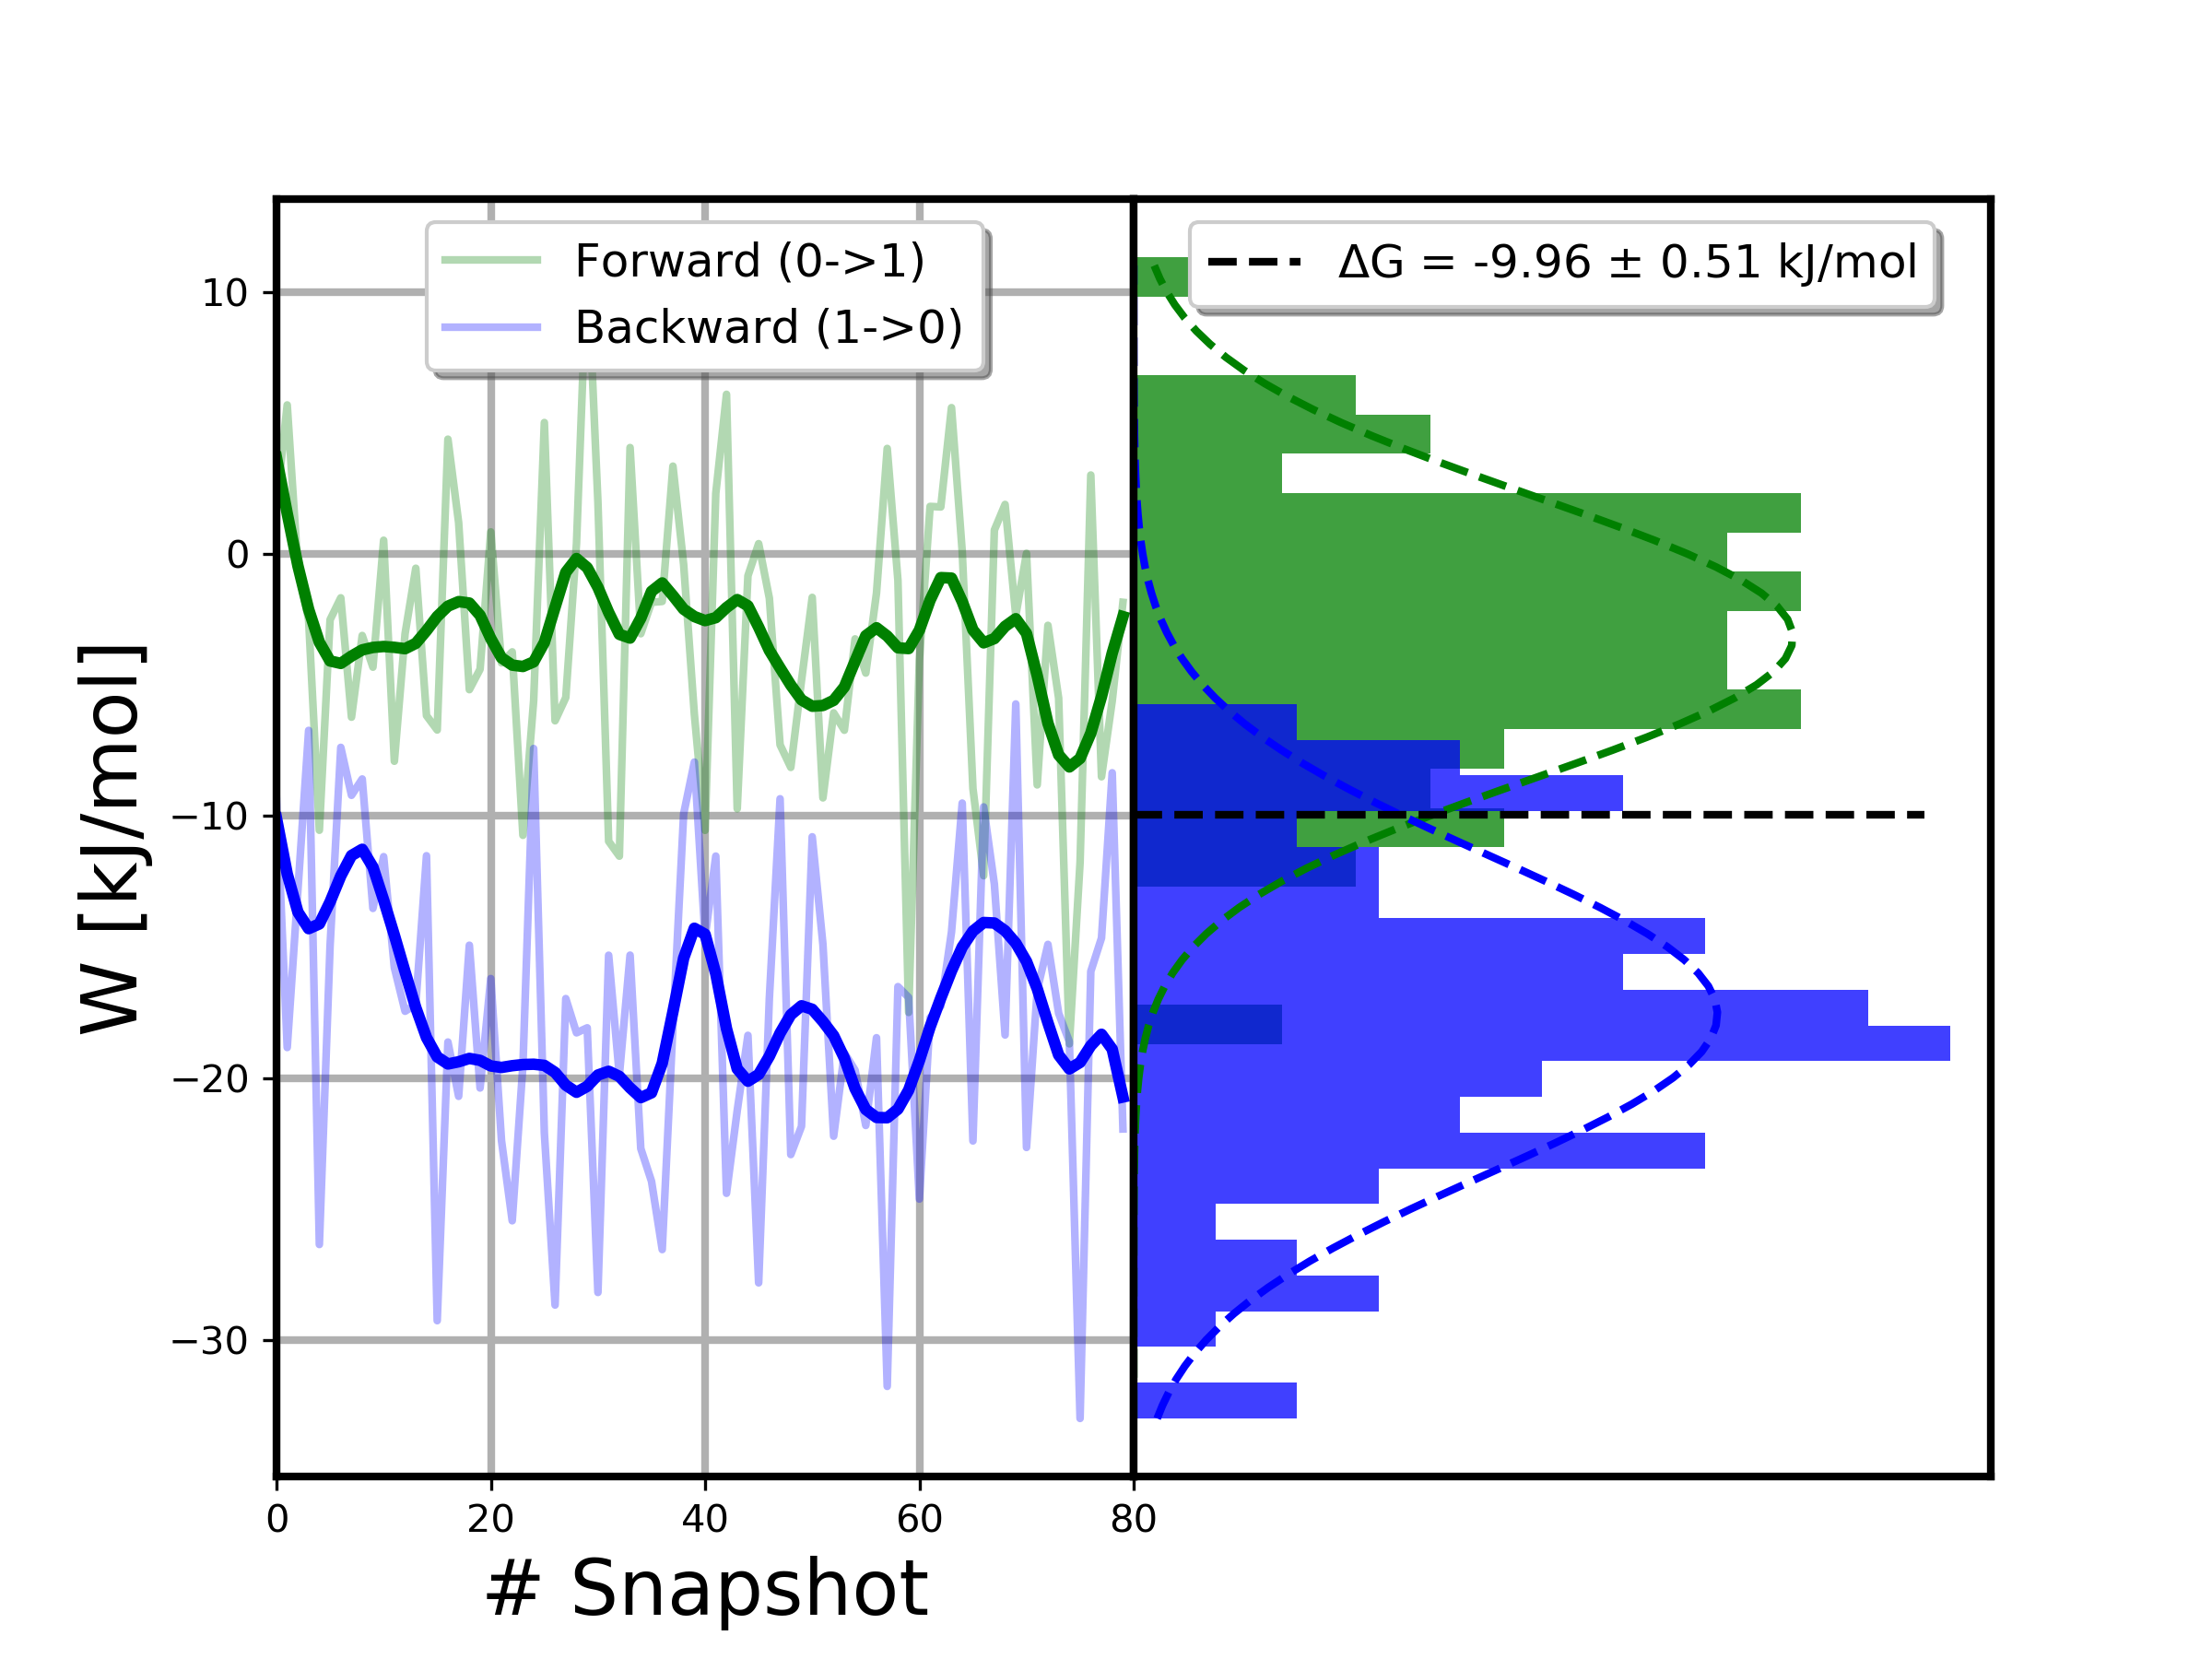 Forward (0->1)
Backward (1->0)
ΔG = -9.96 ± 0.51 kJ/mol
10
0
−10
−20
−30
W [kJ/mol]
0 20 40 60 80
# Snapshot